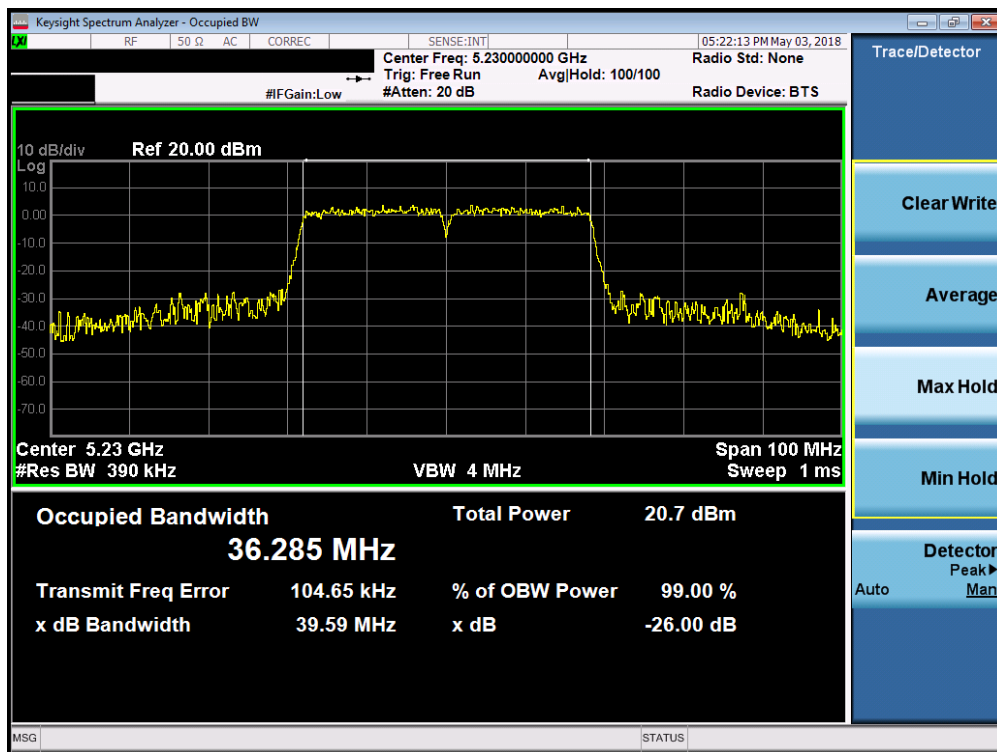 Keysight Spectrum Analyzer - Occupied BW
LXI RF 50 Ω AC CORREC SENSE:INT 05:22:13 PM May 03, 2018
Center Freq: 5.230000000 GHz Radio Std: None
Trig: Free Run Avg|Hold: 100/100
#IFGain:Low #Atten: 20 dB Radio Device: BTS
Trace/Detector
10 dB/div Ref 20.00 dBm
Log
10.0
0.00
-10.0
-20.0
-30.0
-40.0
-50.0
-60.0
-70.0
Center 5.23 GHz Span 100 MHz
#Res BW 390 kHz VBW 4 MHz Sweep 1 ms
Occupied Bandwidth Total Power 20.7 dBm
36.285 MHz
Transmit Freq Error 104.65 kHz % of OBW Power 99.00 %
x dB Bandwidth 39.59 MHz x dB -26.00 dB
Clear Write
Average
Max Hold
Min Hold
Detector
Peak▶
Auto Man
MSG STATUS